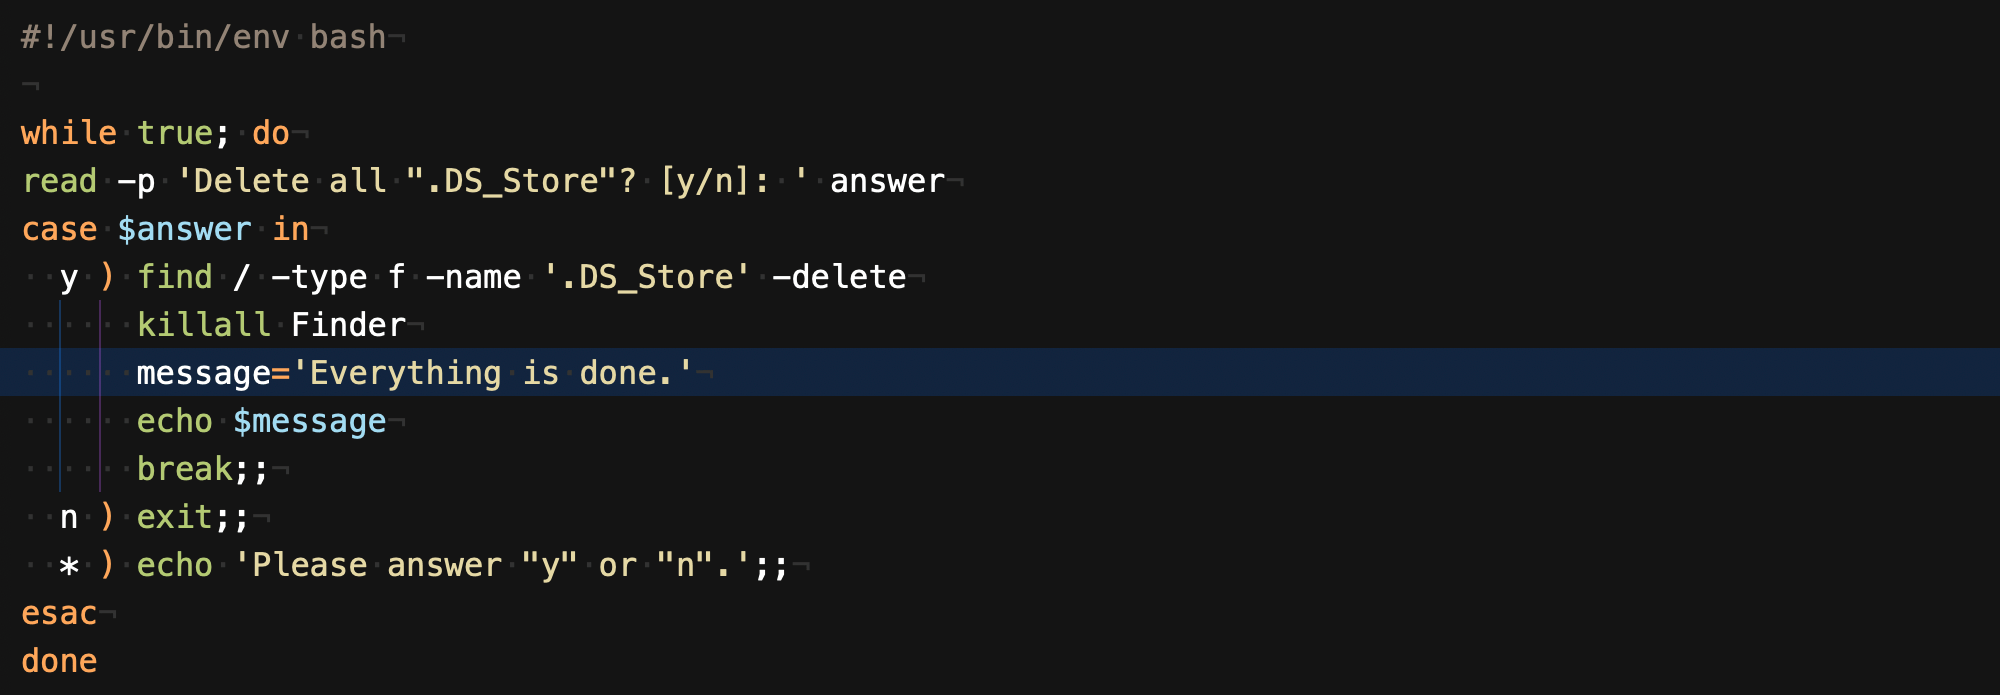 #!/usr/bin/env bash

while true; do
read -p 'Delete all ".DS_Store"? [y/n]: ' answer
case $answer in
  y ) find / -type f -name '.DS_Store' -delete
      killall Finder
      message='Everything is done.'
      echo $message
      break;;
  n ) exit;;
  * ) echo 'Please answer "y" or "n".';;
esac
done